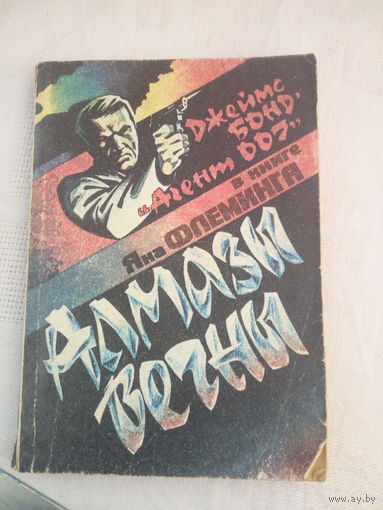 Джеймс
Бонд,
„Агент 007”
в книге
Яна Флеминга
Алмазы
вечны
www.ay.by